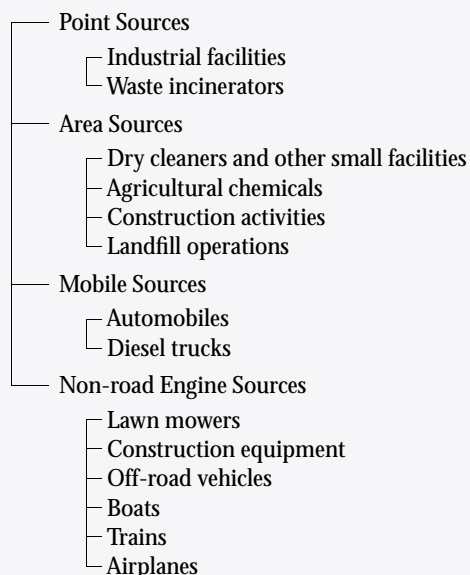 Point Sources
Industrial facilities
Waste incinerators
Area Sources
Dry cleaners and other small facilities
Agricultural chemicals
Construction activities
Landfill operations
Mobile Sources
Automobiles
Diesel trucks
Non-road Engine Sources
Lawn mowers
Construction equipment
Off-road vehicles
Boats
Trains
Airplanes